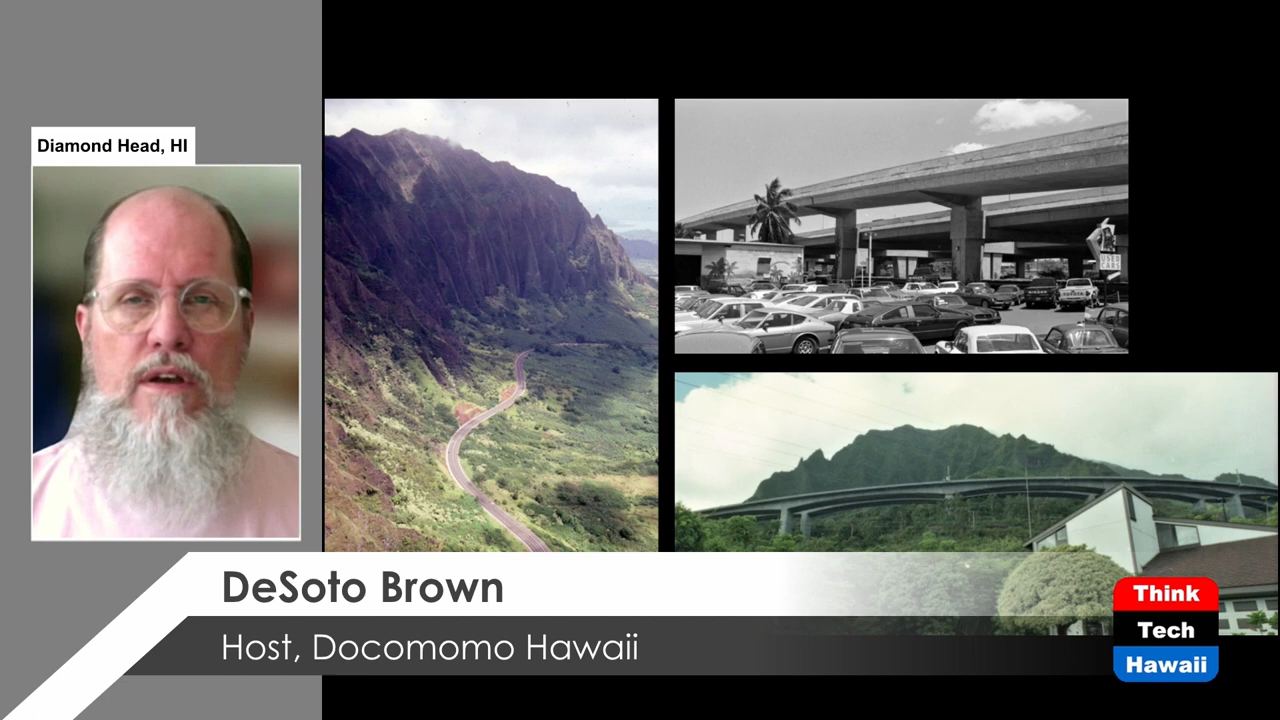 Diamond Head, HI
DeSoto Brown
Host, Docomomo Hawaii
Think
Tech
Hawaii